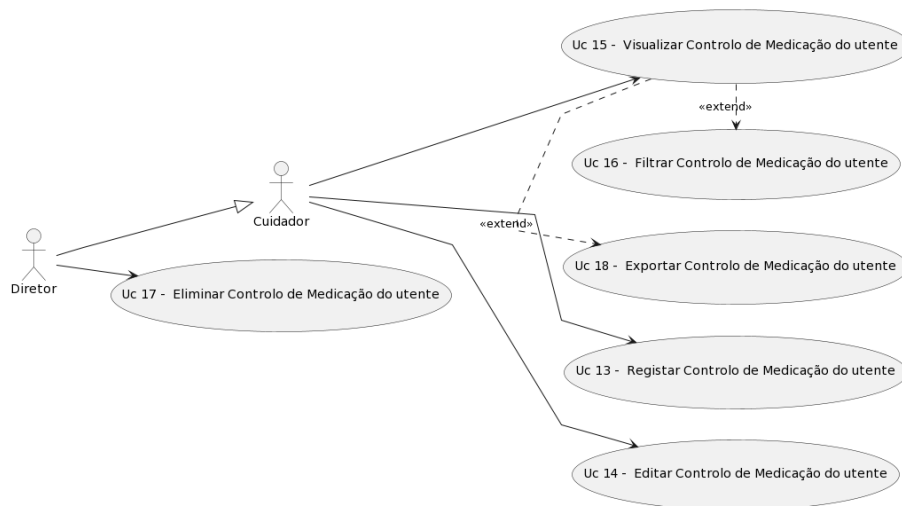 Uc 15 -  Visualizar Controlo de Medicação do utente
«extend»
Uc 16 -  Filtrar Controlo de Medicação do utente
Cuidador
«extend»
Diretor
Uc 18 -  Exportar Controlo de Medicação do utente
Uc 17 -  Eliminar Controlo de Medicação do utente
Uc 13 -  Registar Controlo de Medicação do utente
Uc 14 -  Editar Controlo de Medicação do utente